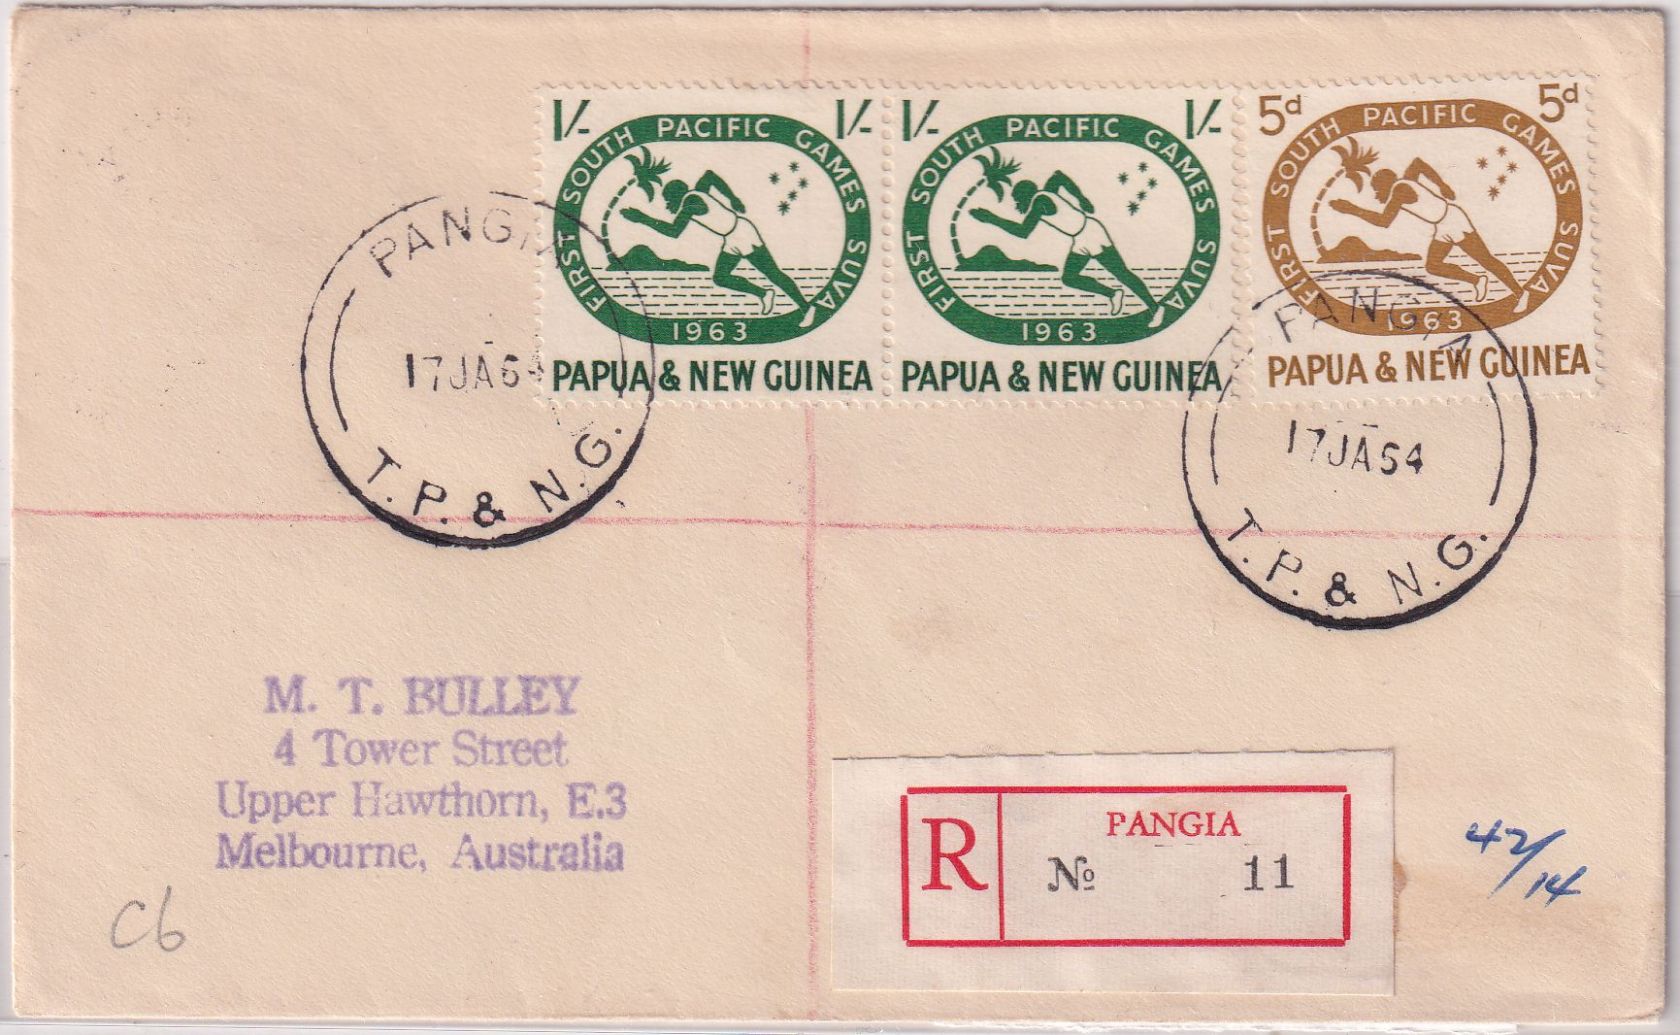 1/- 1/-
FIRST SOUTH PACIFIC GAMES SUVA
1963
PAPUA & NEW GUINEA
1/- 1/-
FIRST SOUTH PACIFIC GAMES SUVA
1963
PAPUA & NEW GUINEA
5d 5d
FIRST SOUTH PACIFIC GAMES SUVA
1963
PAPUA & NEW GUINEA
PANGIA
17 JA 64
T.P. & N.G.
PANGIA
17 JA 64
T.P. & N.G.
M. T. BULLEY
4 Tower Street
Upper Hawthorn, E.3
Melbourne, Australia
R
PANGIA
No 11
42/14
C6